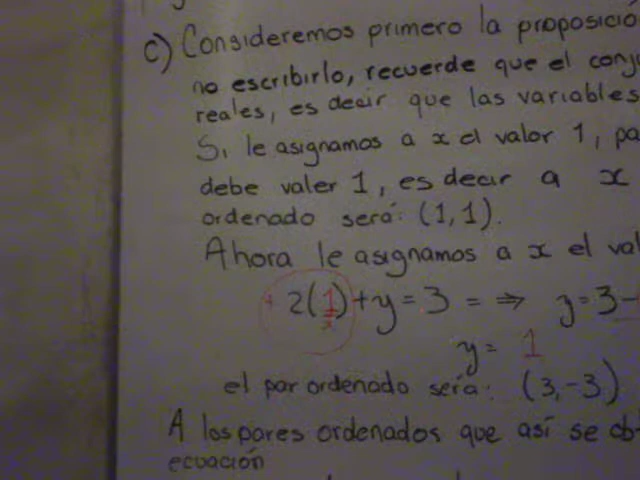 c) Consideremos primero la proposició
no escribirlo, recuerde que el conju
reales, es decir que las variables
Si le asignamos a x el valor 1, pa
debe valer 1, es decir a x
ordenado será: (1,1).
Ahora le asignamos a x el val
2(1)+y=3 = ⇒ y=3-
x
y= 1
el par ordenado sería: (3,-3)
A los pares ordenados que así se ob-
ecuación